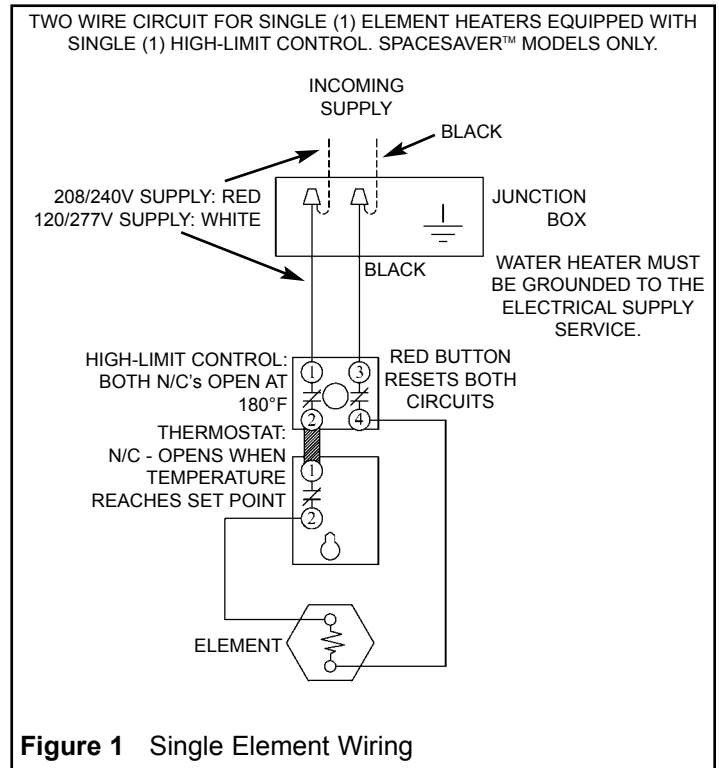 TWO WIRE CIRCUIT FOR SINGLE (1) ELEMENT HEATERS EQUIPPED WITH
SINGLE (1) HIGH-LIMIT CONTROL. SPACESAVER™ MODELS ONLY.
INCOMING
SUPPLY
BLACK
208/240V SUPPLY: RED
120/277V SUPPLY: WHITE
JUNCTION
BOX
BLACK
WATER HEATER MUST
BE GROUNDED TO THE
ELECTRICAL SUPPLY
SERVICE.
HIGH-LIMIT CONTROL:
BOTH N/C's OPEN AT
180°F
1 3
2 4
RED BUTTON
RESETS BOTH
CIRCUITS
THERMOSTAT:
N/C - OPENS WHEN
TEMPERATURE
REACHES SET POINT
1
2
ELEMENT
Figure 1 Single Element Wiring